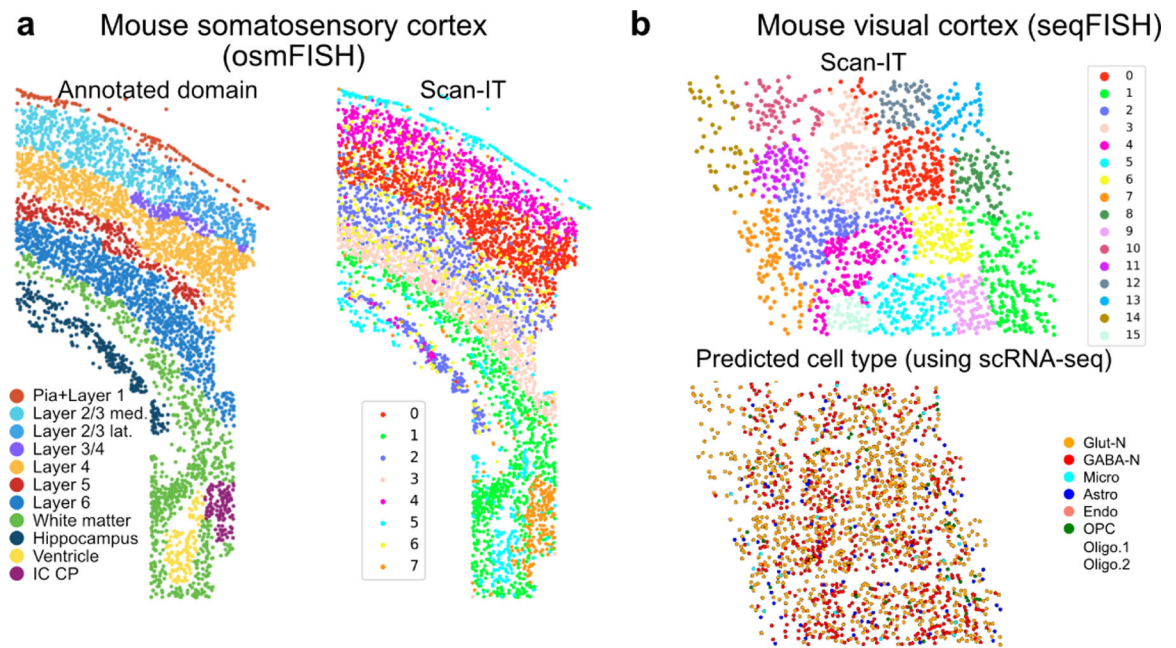 a
Mouse somatosensory cortex
(osmFISH)
Annotated domain
Scan-IT
Pia+Layer 1
Layer 2/3 med.
Layer 2/3 lat.
Layer 3/4
Layer 4
Layer 5
Layer 6
White matter
Hippocampus
Ventricle
IC CP
0
1
2
3
4
5
6
7
b
Mouse visual cortex (seqFISH)
Scan-IT
0
1
2
3
4
5
6
7
8
9
10
11
12
13
14
15
Predicted cell type (using scRNA-seq)
Glut-N
GABA-N
Micro
Astro
Endo
OPC
Oligo.1
Oligo.2